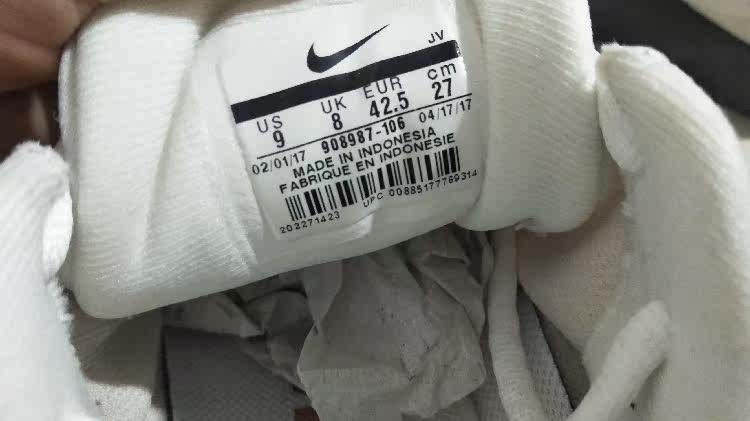 JV
US UK EUR cm
9 8 42.5 27
02/01/17 908987-106 04/17/17
MADE IN INDONESIA
FABRIQUE EN INDONESIE
202271423 UPC 00885177769314